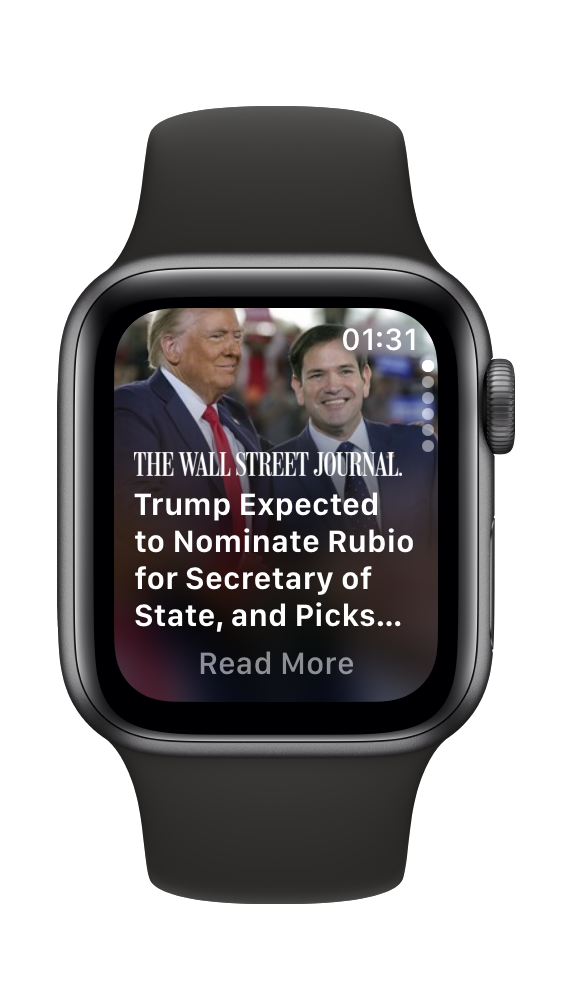 01:31
THE WALL STREET JOURNAL.
Trump Expected
to Nominate Rubio
for Secretary of
State, and Picks...
Read More